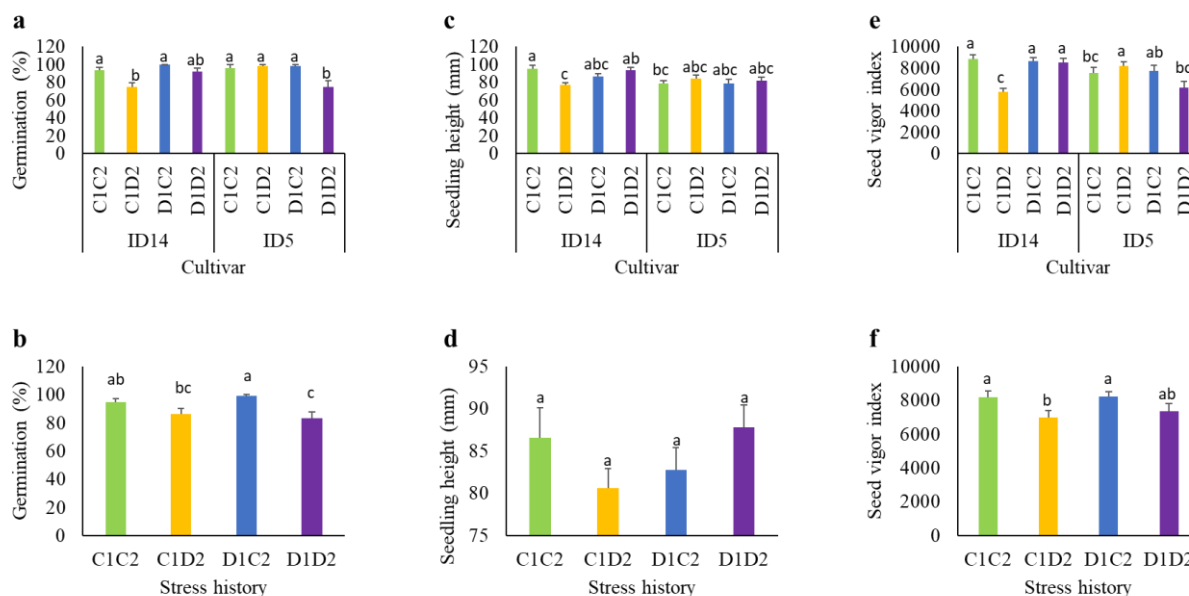 a
Germination (%)
120
100
80
60
40
20
0
a
b
a
ab
a
a
a
b
C1C2
C1D2
D1C2
D1D2
C1C2
C1D2
D1C2
D1D2
ID14
ID5
Cultivar
c
Seedling height (mm)
120
100
80
60
40
20
0
a
c
abc
abc
bc
abc
abc
abc
C1C2
C1D2
D1C2
D1D2
C1C2
C1D2
D1C2
D1D2
ID14
ID5
Cultivar
e
Seed vigor index
10000
8000
6000
4000
2000
0
a
c
a
a
bc
a
ab
bc
C1C2
C1D2
D1C2
D1D2
C1C2
C1D2
D1C2
D1D2
ID14
ID5
Cultivar
b
Germination (%)
120
100
80
60
40
20
0
ab
bc
a
c
C1C2 C1D2 D1C2 D1D2
Stress history
d
Seedling height (mm)
95
90
85
80
75
a
a
a
a
C1C2 C1D2 D1C2 D1D2
Stress history
f
Seed vigor index
10000
8000
6000
4000
2000
0
a
b
a
ab
C1C2 C1D2 D1C2 D1D2
Stress history